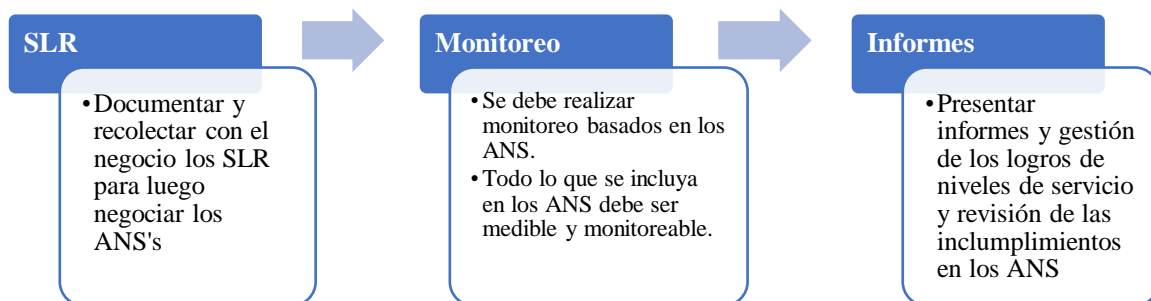 SLR
•Documentar y
recolectar con el
negocio los SLR
para luego
negociar los
ANS's
Monitoreo
•Se debe realizar
monitoreo basados en los
ANS.
•Todo lo que se incluya
en los ANS debe ser
medible y monitoreable.
Informes
•Presentar
informes y gestión
de los logros de
niveles de servicio
y revisión de las
inclumplimientos
en los ANS